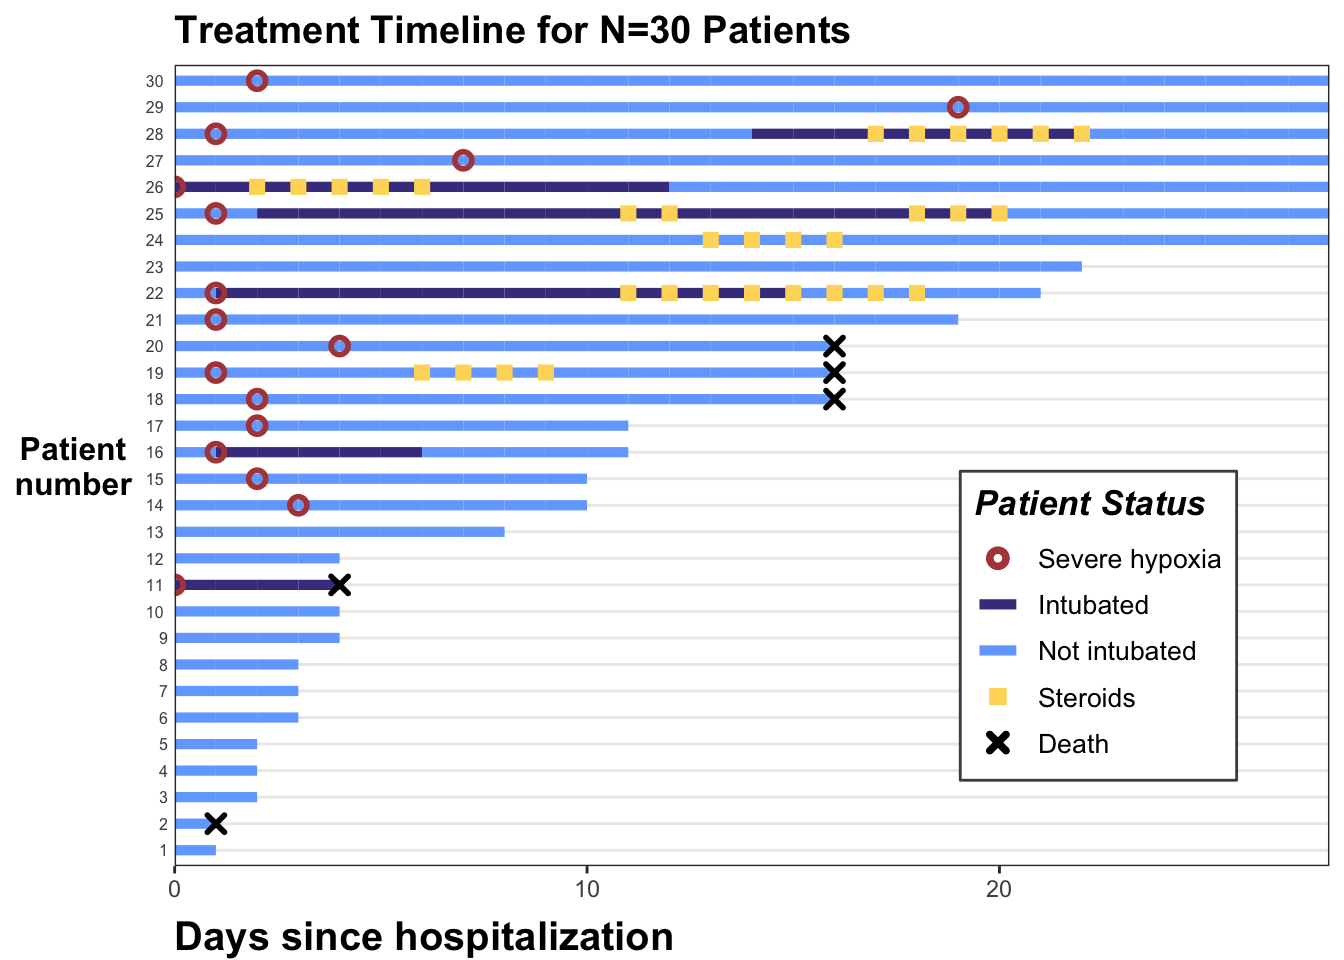 Treatment Timeline for N=30 Patients
30
29
28
27
26
25
24
23
22
21
20
19
18
17
16
15
14
13
12
11
10
9
8
7
6
5
4
3
2
1
Patient
number
Patient Status
Severe hypoxia
Intubated
Not intubated
Steroids
Death
0 10 20
Days since hospitalization